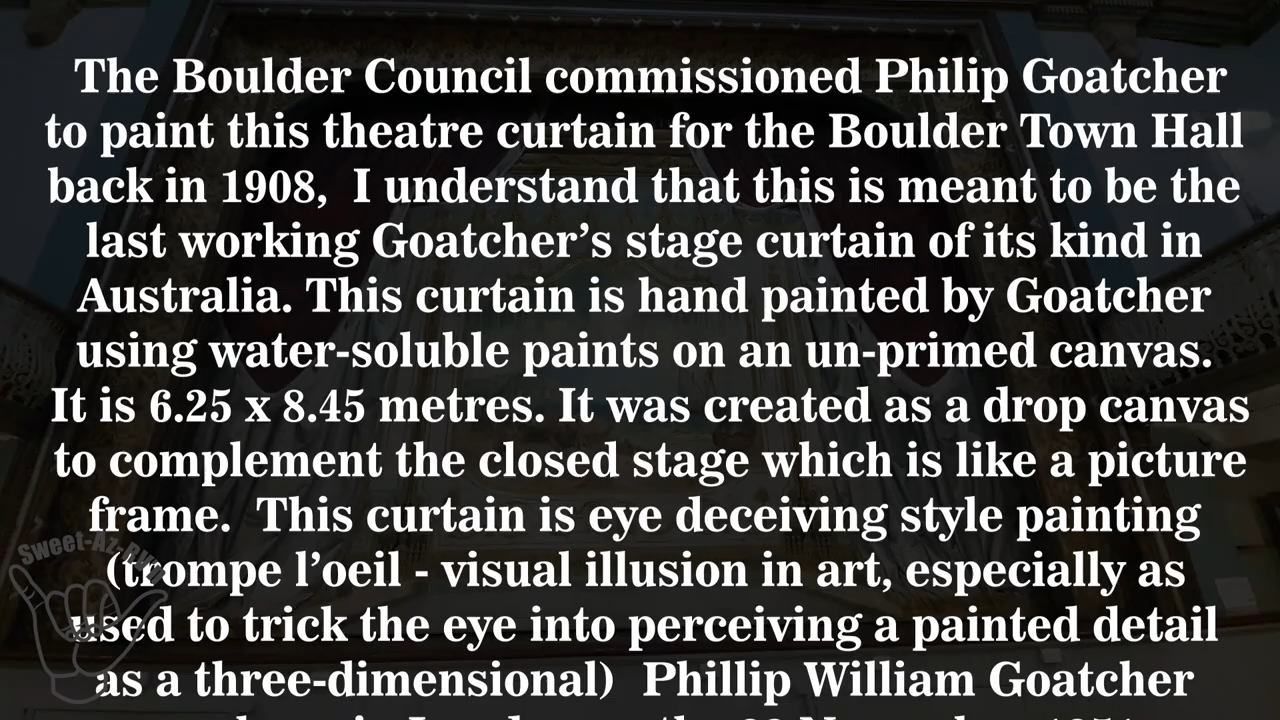 The Boulder Council commissioned Philip Goatcher
to paint this theatre curtain for the Boulder Town Hall
back in 1908,  I understand that this is meant to be the
last working Goatcher’s stage curtain of its kind in
Australia. This curtain is hand painted by Goatcher
using water-soluble paints on an un-primed canvas.
It is 6.25 x 8.45 metres. It was created as a drop canvas
to complement the closed stage which is like a picture
frame.  This curtain is eye deceiving style painting
(trompe l’oeil - visual illusion in art, especially as
used to trick the eye into perceiving a painted detail
as a three-dimensional)  Phillip William Goatcher
Sweet-Az